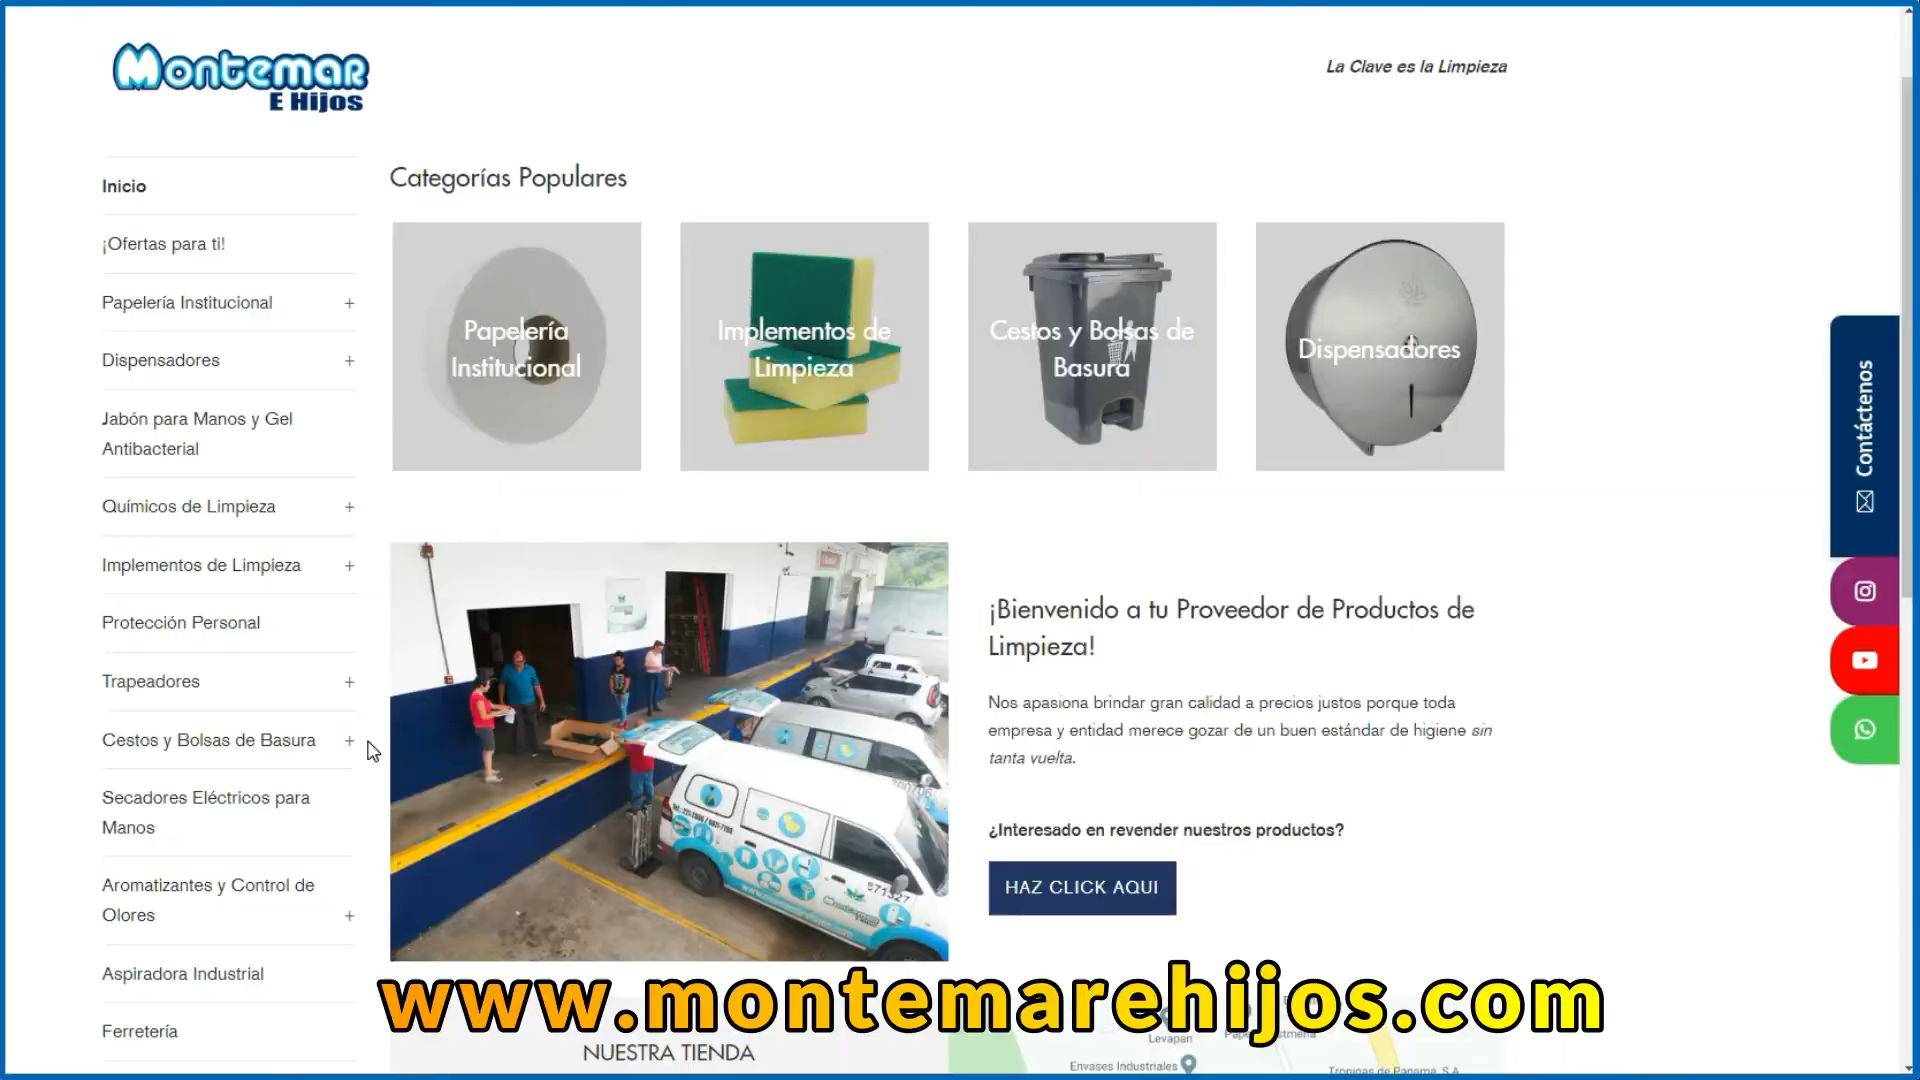 Montemar
E Hijos
La Clave es la Limpieza
Inicio
¡Ofertas para ti!
Papelería Institucional +
Dispensadores +
Jabón para Manos y Gel
Antibacterial
Químicos de Limpieza +
Implementos de Limpieza +
Protección Personal
Trapeadores +
Cestos y Bolsas de Basura +
Secadores Eléctricos para
Manos
Aromatizantes y Control de
Olores +
Aspiradora Industrial
Ferretería
Categorías Populares
Papelería
Institucional
Implementos de
Limpieza
Cestos y Bolsas de
Basura
Dispensadores
¡Bienvenido a tu Proveedor de Productos de
Limpieza!
Nos apasiona brindar gran calidad a precios justos porque toda
empresa y entidad merece gozar de un buen estándar de higiene sin
tanta vuelta.
¿Interesado en revender nuestros productos?
HAZ CLICK AQUI
Contáctenos
www.montemarehijos.com
NUESTRA TIENDA
Levapan
Envases Industriales
Tropigas de Panamá, S.A